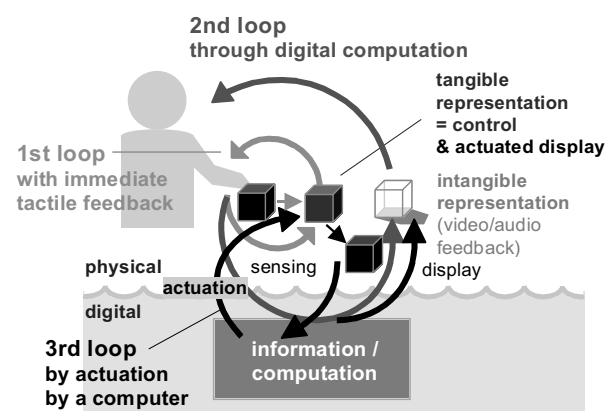 2nd loop
through digital computation
tangible
representation
= control
& actuated display
1st loop
with immediate
tactile feedback
intangible
representation
(video/audio
feedback)
physical
sensing
display
actuation
digital
3rd loop
by actuation
by a computer
information /
computation